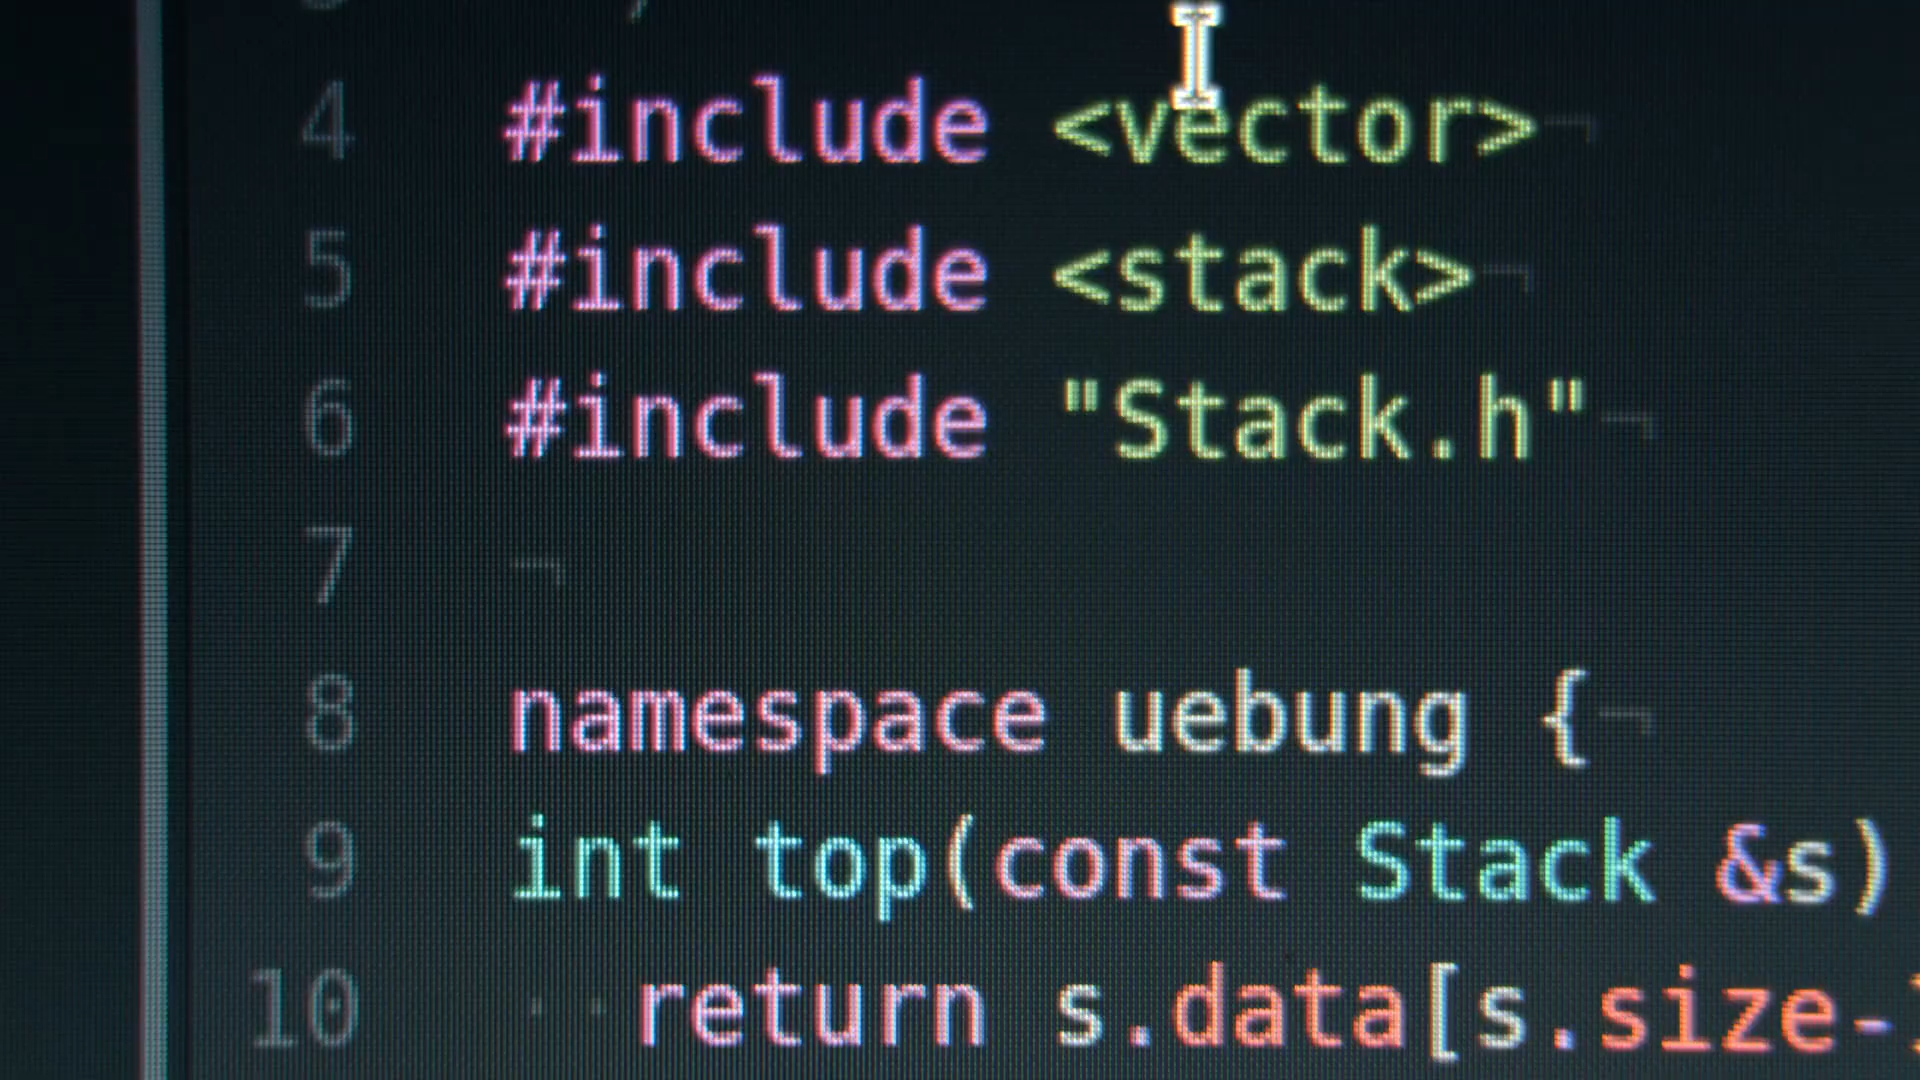 4 #include <vector>¬
5 #include <stack>¬
6 #include "Stack.h"¬
7 ¬
8 namespace uebung {¬
9 int top(const Stack &s)
10 ··return s.data[s.size-